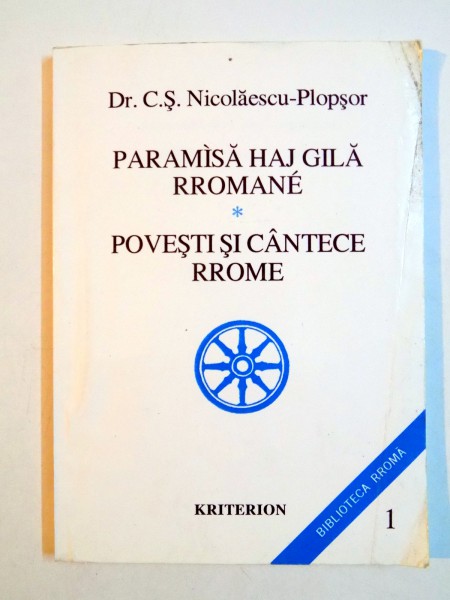 Dr. C.Ş. Nicolăescu-Plopşor
PARAMÌSĂ HAJ GILĂ
RROMANÉ
*
POVEŞTI ŞI CÂNTECE
RROME
KRITERION
BIBLIOTECA RROMĂ
1